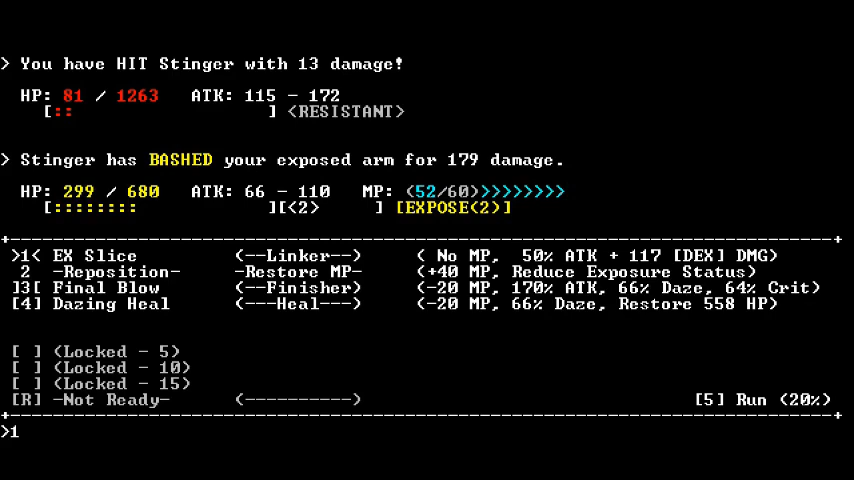 > You have HIT Stinger with 13 damage!
HP: 81 / 1263   ATK: 115 - 172
[::                    ] <RESISTANT>
> Stinger has BASHED your exposed arm for 179 damage.
HP: 299 / 680   ATK: 66 - 110   MP: (52/60)>>>>>>>>
[::::::::              ][<2>      ] [EXPOSE(2)]
+------------------------------------------------------------------------------+
>1< EX Slice          (--Linker--)      ( No MP,  50% ATK + 117 [DEX] DMG)
2  -Reposition-      -Restore MP-      (+40 MP, Reduce Exposure Status)
]3[ Final Blow        (--Finisher)      (-20 MP, 170% ATK, 66% Daze, 64% Crit)
[4] Dazing Heal       (---Heal---)      (-20 MP, 66% Daze, Restore 558 HP)
[ ] (Locked - 5)
[ ] (Locked - 10)
[ ] (Locked - 15)
[R] -Not Ready-       (----------)                                [5] Run (20%)
+------------------------------------------------------------------------------+
>1